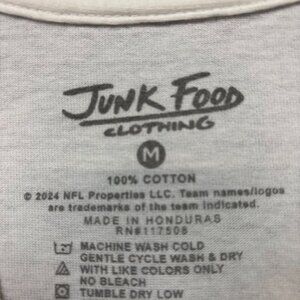 JUNK FOOD
CLOTHING
M
100% COTTON
© 2024 NFL Properties LLC. Team names/logos
are trademarks of the team indicated.
MADE IN HONDURAS
RN#117508
MACHINE WASH COLD
GENTLE CYCLE WASH & DRY
WITH LIKE COLORS ONLY
NO BLEACH
TUMBLE DRY LOW